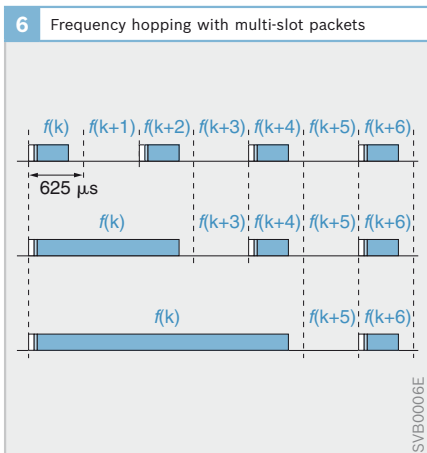 6 Frequency hopping with multi-slot packets
f(k) f(k+1) f(k+2) f(k+3) f(k+4) f(k+5) f(k+6)
625 μs
f(k) f(k+3) f(k+4) f(k+5) f(k+6)
f(k) f(k+5) f(k+6)
SVB0006E